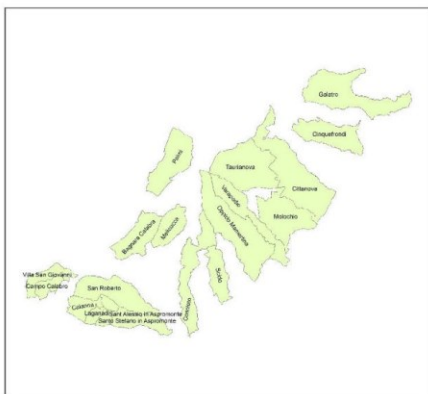 Galatro
Cinquefrondi
Palmi
Taurianova
Cittanova
Varapodio
Molochio
Oppido Mamertina
Bagnara Calabra
Melicuccà
Scido
Cosoleto
Villa San Giovanni
Campo Calabro
San Roberto
Calanna
Laganadi
Sant'Alessio in Aspromonte
Santo Stefano in Aspromonte